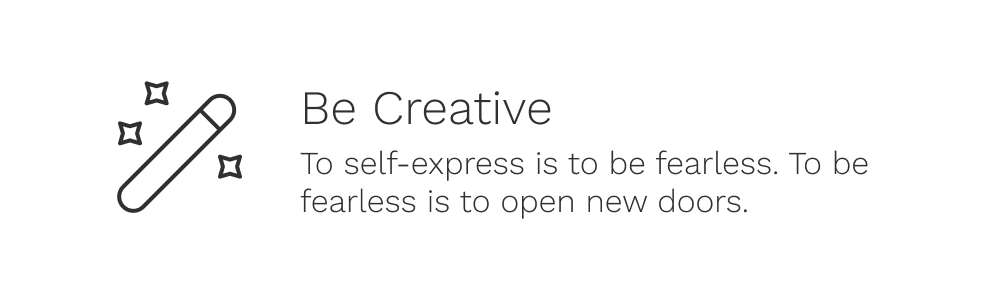 Be Creative
To self-express is to be fearless. To be
fearless is to open new doors.